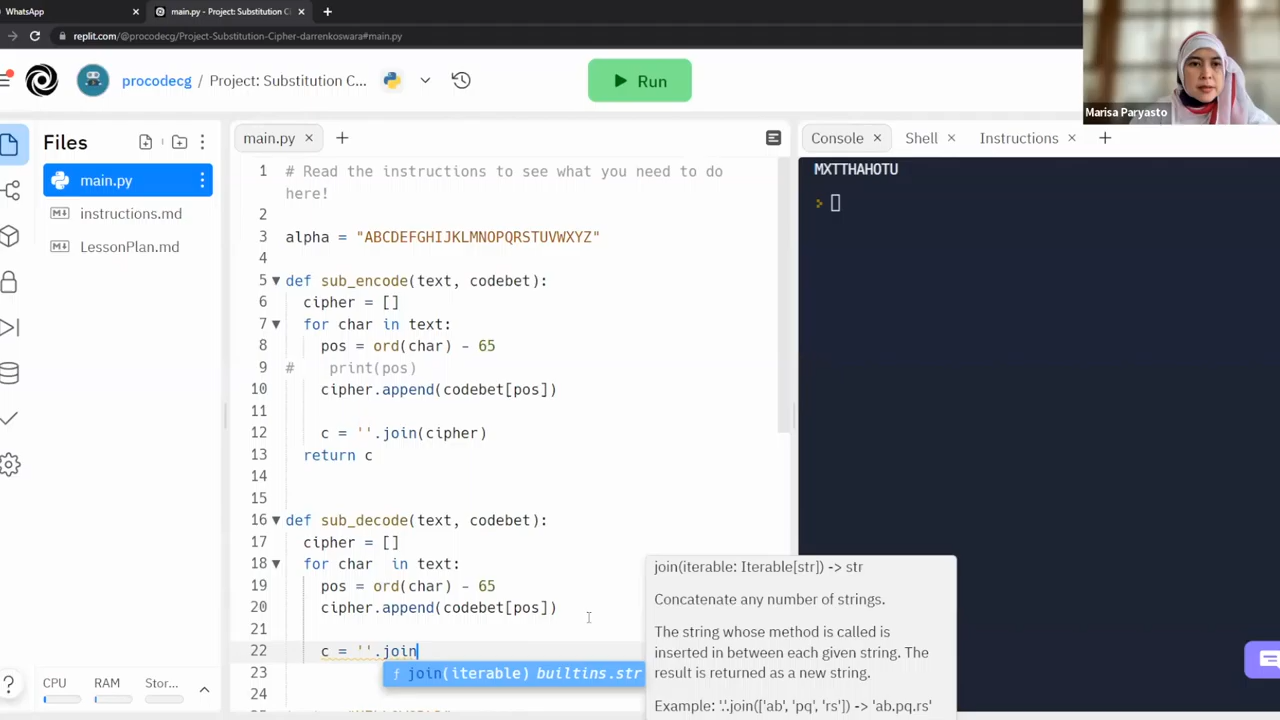 WhatsApp × main.py - Project: Substitution Ci × +
replit.com/@procodecg/Project-Substitution-Cipher-darrenkoswara#main.py
procodecg / Project: Substitution C... Run
Marisa Paryasto
Files
main.py
instructions.md
LessonPlan.md
main.py × +
Console × Shell × Instructions × +
MXTTHAHOTU
>
1 # Read the instructions to see what you need to do
here!
2
3 alpha = "ABCDEFGHIJKLMNOPQRSTUVWXYZ"
4
5 def sub_encode(text, codebet):
6 cipher = []
7 for char in text:
8 pos = ord(char) - 65
9 # print(pos)
10 cipher.append(codebet[pos])
11
12 c = ''.join(cipher)
13 return c
14
15
16 def sub_decode(text, codebet):
17 cipher = []
18 for char  in text:
19 pos = ord(char) - 65
20 cipher.append(codebet[pos])
21
22 c = ''.join
23
24
join(iterable) builtins.str
join(iterable: Iterable[str]) -> str
Concatenate any number of strings.
The string whose method is called is
inserted in between each given string. The
result is returned as a new string.
Example: '.'.join(['ab', 'pq', 'rs']) -> 'ab.pq.rs'
CPU RAM Stor...
?